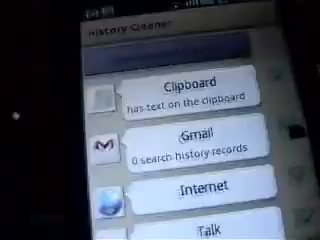 History Cleaner
Clipboard
has text on the clipboard
Gmail
0 search history records
Internet
Talk